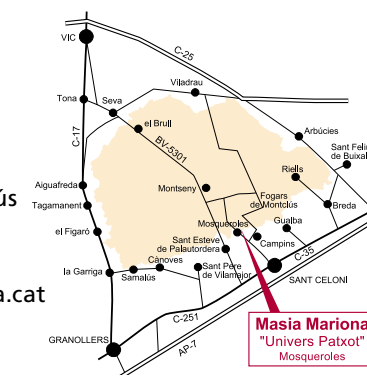 VIC
C-25
Tona
Seva
Viladrau
C-17
el Brull
BV-5301
Arbúcies
Sant Feliu
de Buixal
Riells
Aiguafreda
ús
Montseny
Fogars
de Montclús
Tagamanent
Breda
Mosqueroles
Gualba
el Figaró
Campins
Sant Esteve
de Palautordera
C-35
Cànoves
la Garriga
Samalús
Sant Pere
de Vilamajor
SANT CELONI
a.cat
C-251
GRANOLLERS
AP-7
Masia Mariona
"Univers Patxot"
Mosqueroles